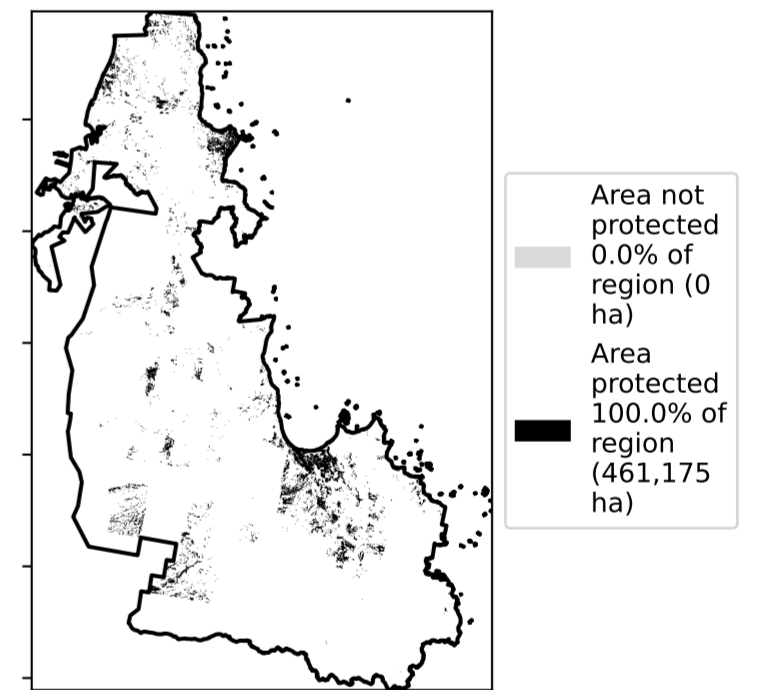 Area not
protected
0.0% of
region (0
ha)
Area
protected
100.0% of
region
(461,175
ha)